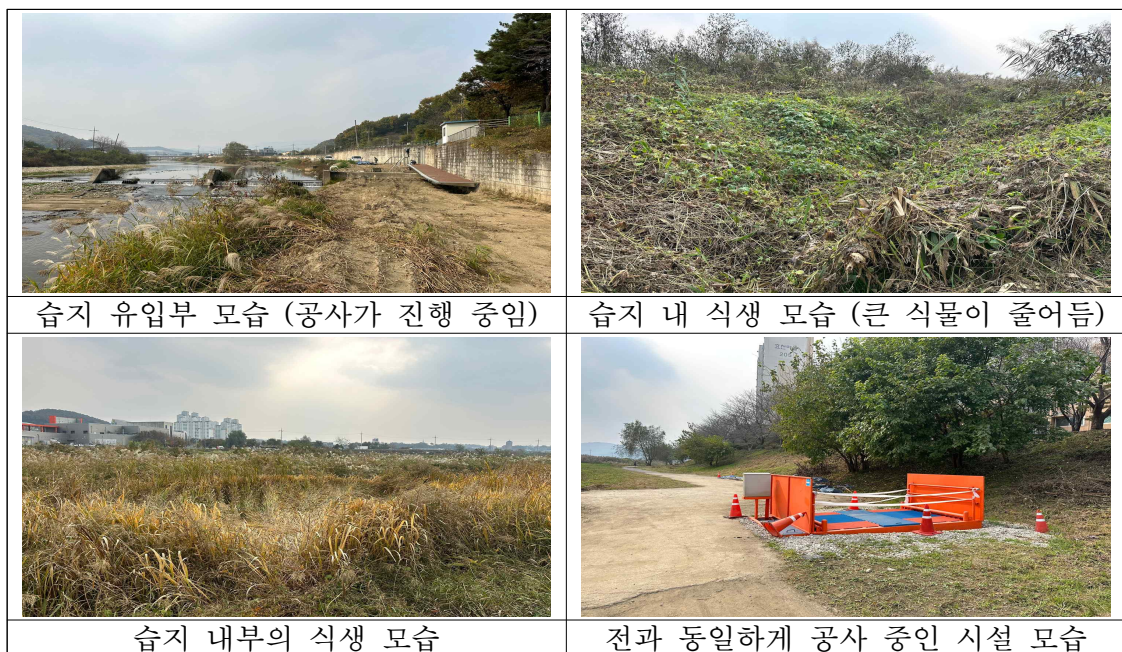 습지 유입부 모습 (공사가 진행 중임)
습지 내 식생 모습 (큰 식물이 줄어듬)
습지 내부의 식생 모습
전과 동일하게 공사 중인 시설 모습